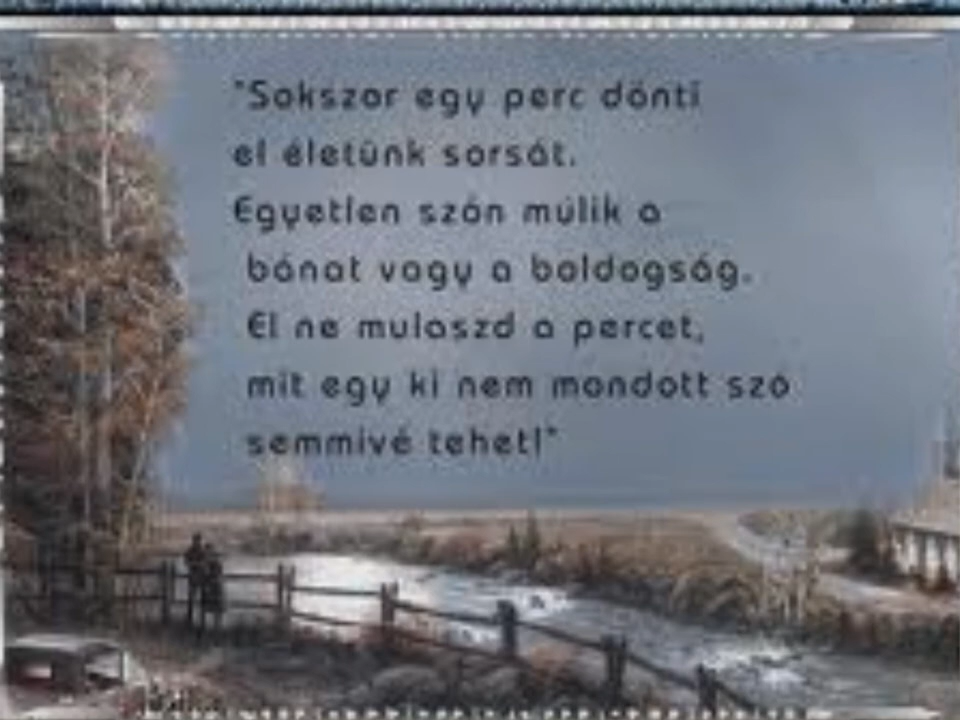 "Sokszor egy perc dönti
el életünk sorsát.
Egyetlen szón múlik a
bánat vagy a boldogság.
El ne mulaszd a percet,
mit egy ki nem mondott szó
semmivé tehet!"